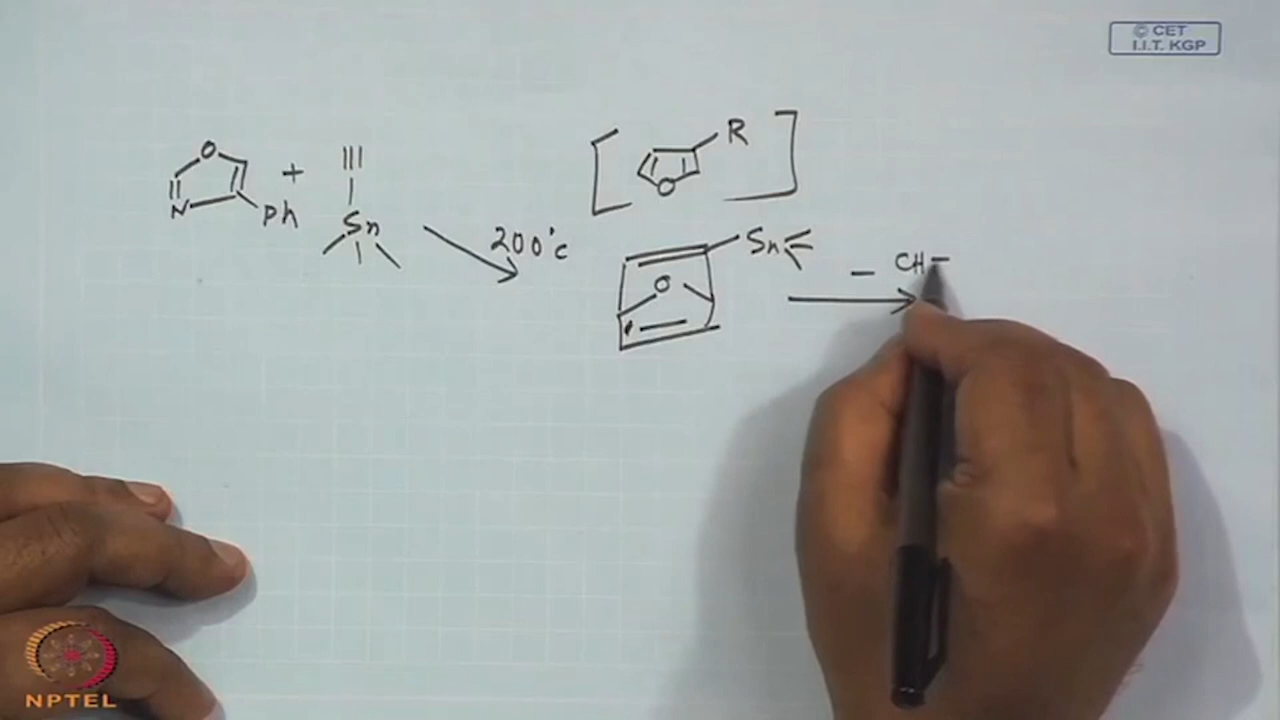 © CET
I.I.T. KGP
R
O
O
+
|||
N
Ph
Sn
200°C
Sn
O
– CH
NPTEL